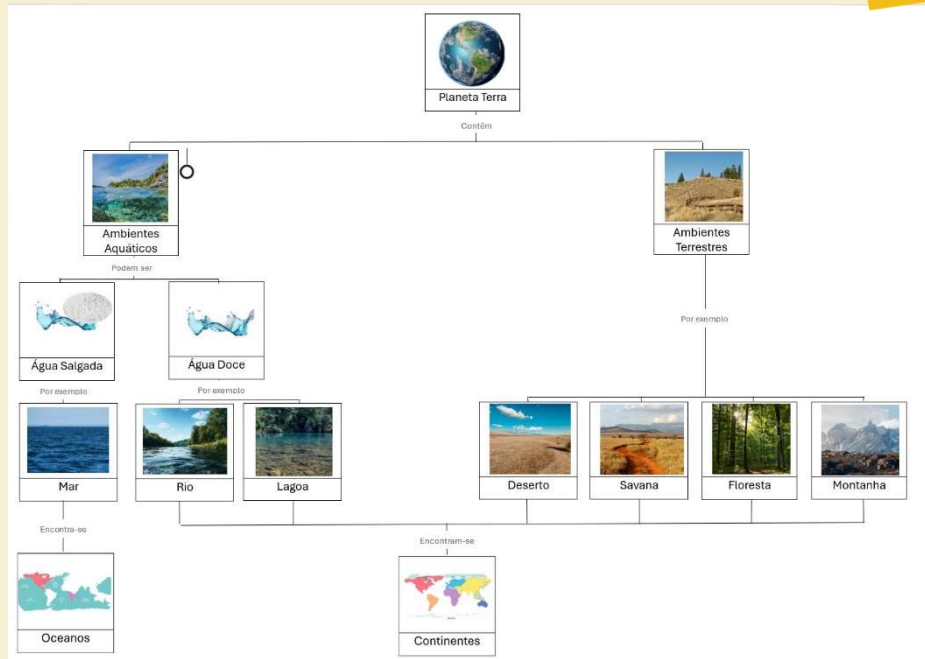 Planeta Terra
Contêm
Ambientes
Aquáticos
Ambientes
Terrestres
Podem ser
Água Salgada
Água Doce
Por exemplo
Por exemplo
Por exemplo
Mar
Rio
Lagoa
Deserto
Savana
Floresta
Montanha
Encontra-se
Encontram-se
Oceanos
Continentes